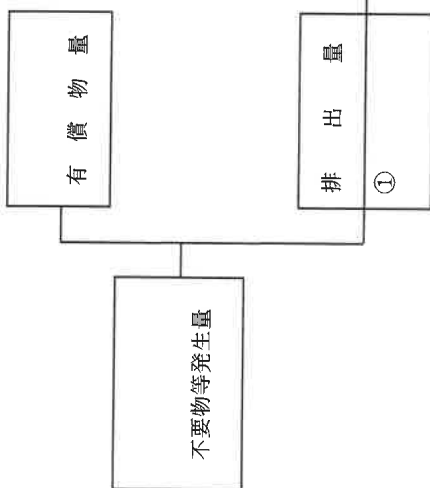 有償物量
排出量
①
不要物等発生量